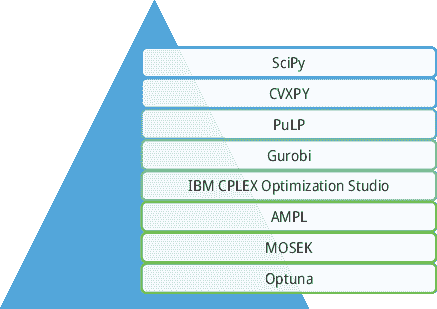 SciPy
CVXPY
PuLP
Gurobi
IBM CPLEX Optimization Studio
AMPL
MOSEK
Optuna